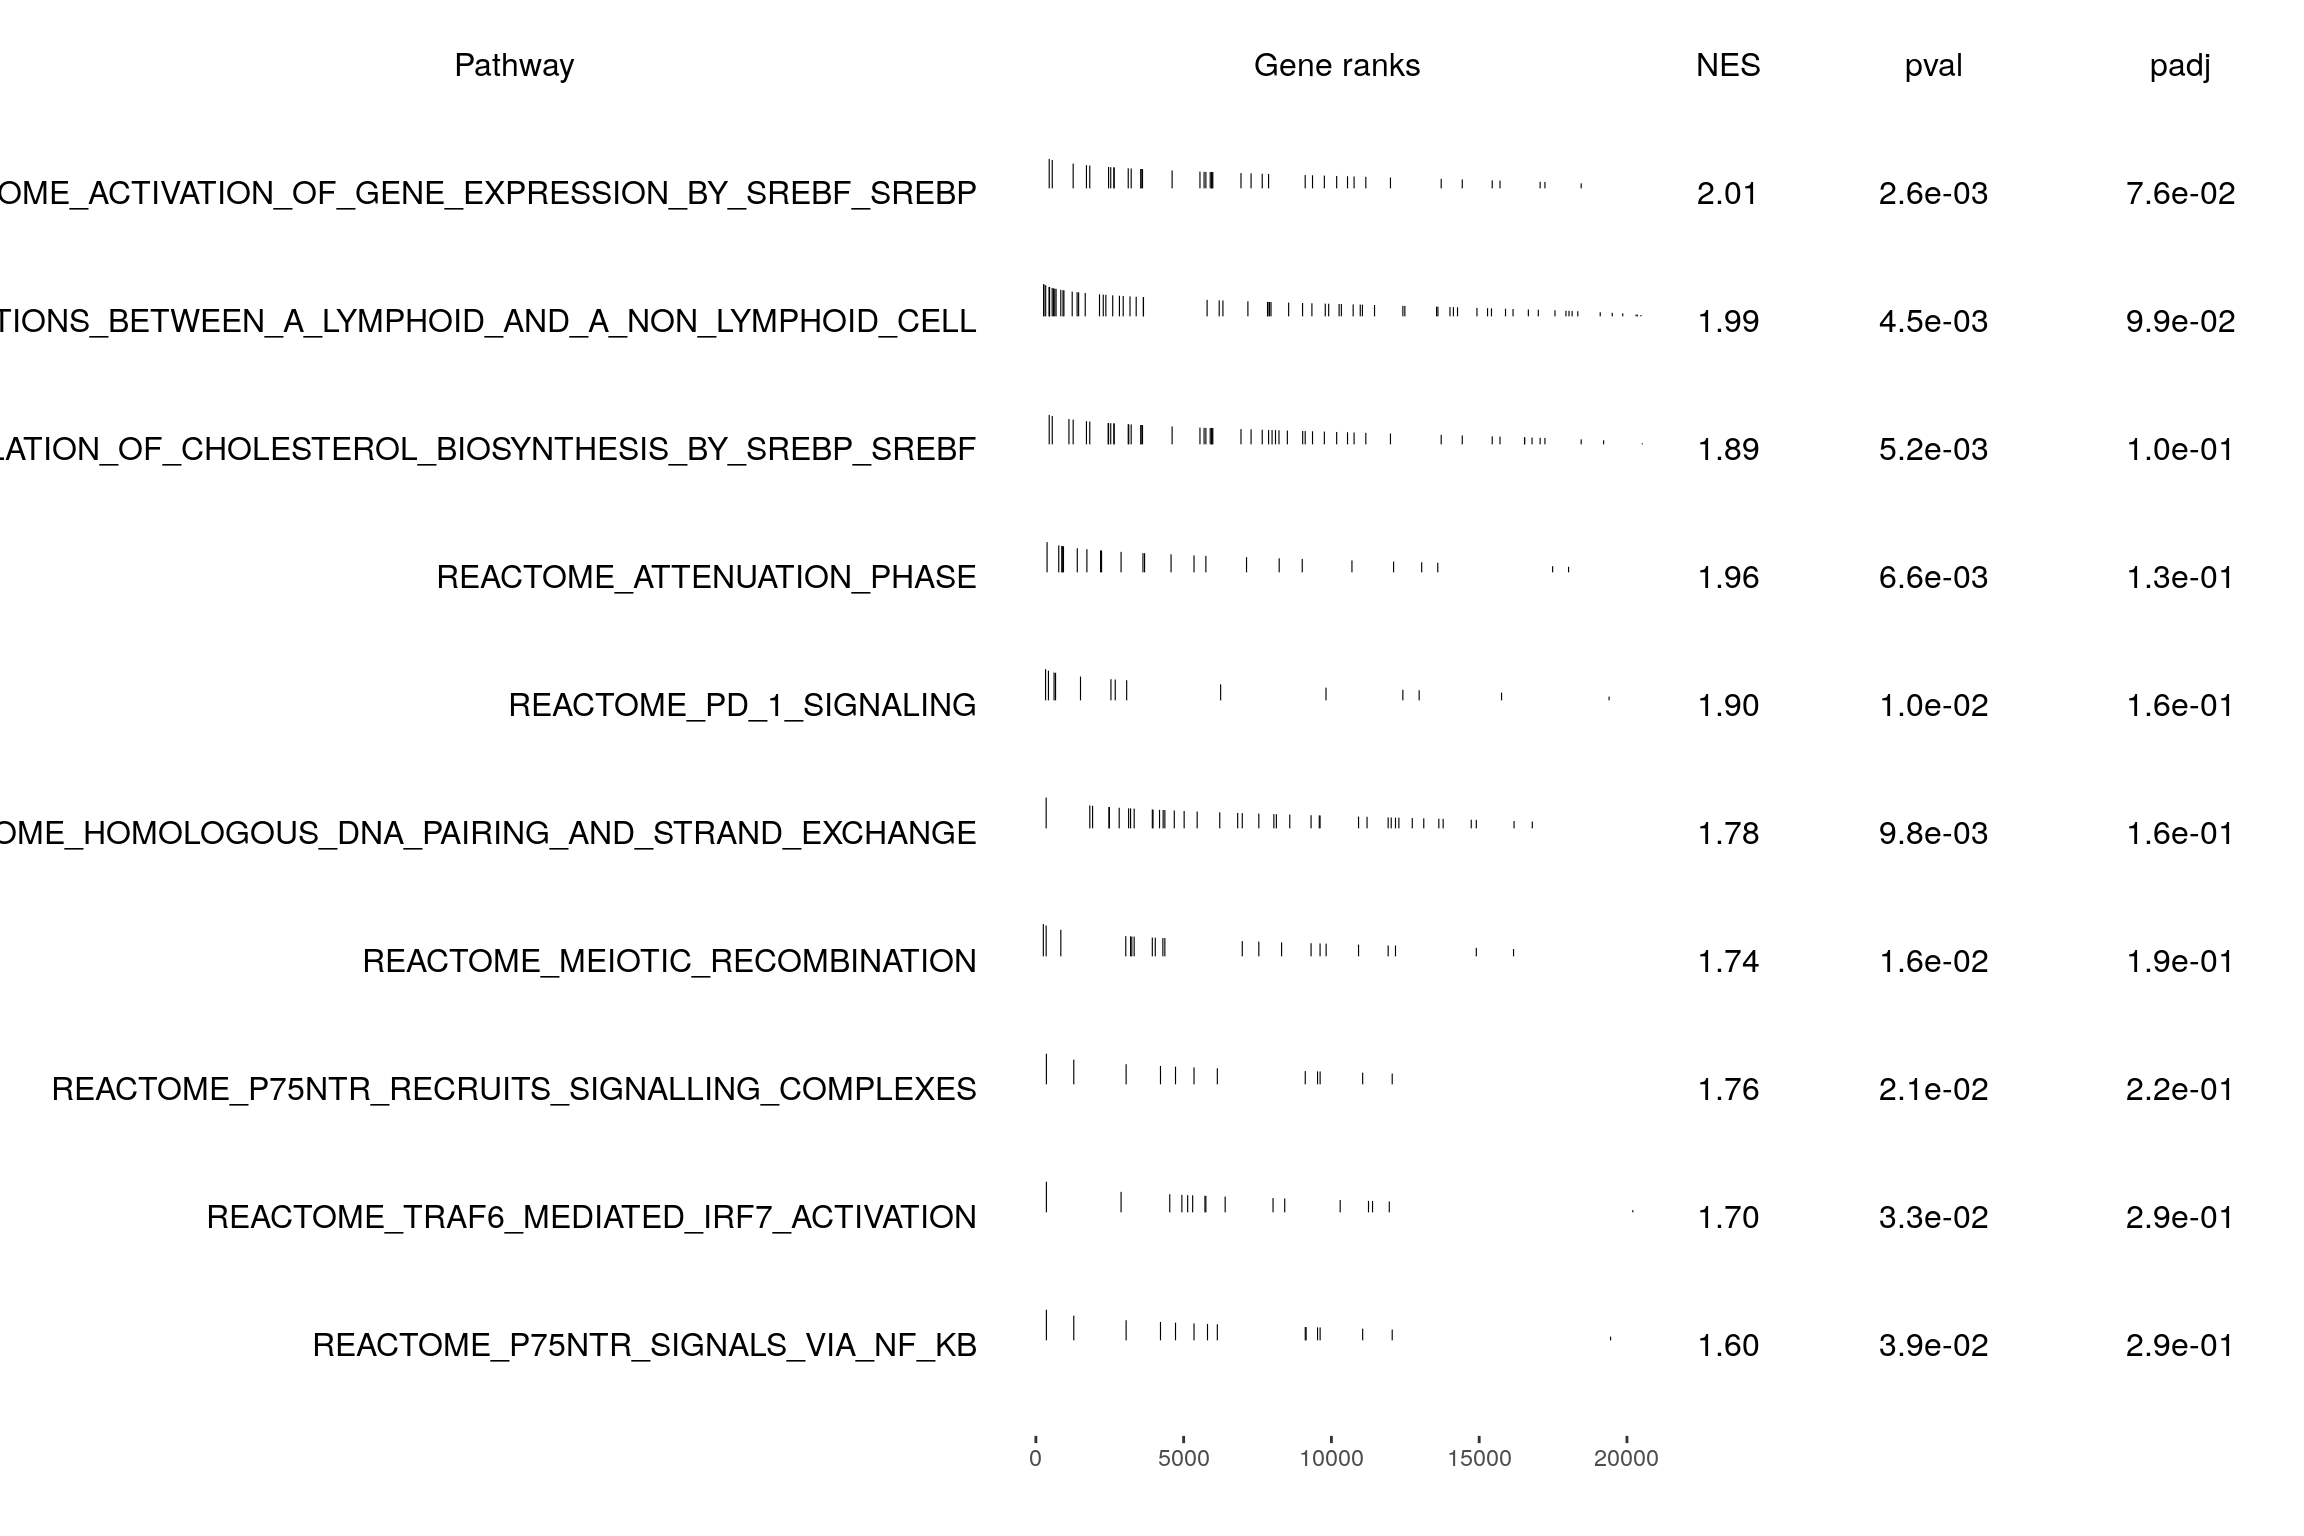 Pathway Gene ranks NES pval padj
OME_ACTIVATION_OF_GENE_EXPRESSION_BY_SREBF_SREBP 2.01 2.6e-03 7.6e-02
TIONS_BETWEEN_A_LYMPHOID_AND_A_NON_LYMPHOID_CELL 1.99 4.5e-03 9.9e-02
LATION_OF_CHOLESTEROL_BIOSYNTHESIS_BY_SREBP_SREBF 1.89 5.2e-03 1.0e-01
REACTOME_ATTENUATION_PHASE 1.96 6.6e-03 1.3e-01
REACTOME_PD_1_SIGNALING 1.90 1.0e-02 1.6e-01
OME_HOMOLOGOUS_DNA_PAIRING_AND_STRAND_EXCHANGE 1.78 9.8e-03 1.6e-01
REACTOME_MEIOTIC_RECOMBINATION 1.74 1.6e-02 1.9e-01
REACTOME_P75NTR_RECRUITS_SIGNALLING_COMPLEXES 1.76 2.1e-02 2.2e-01
REACTOME_TRAF6_MEDIATED_IRF7_ACTIVATION 1.70 3.3e-02 2.9e-01
REACTOME_P75NTR_SIGNALS_VIA_NF_KB 1.60 3.9e-02 2.9e-01
0 5000 10000 15000 20000